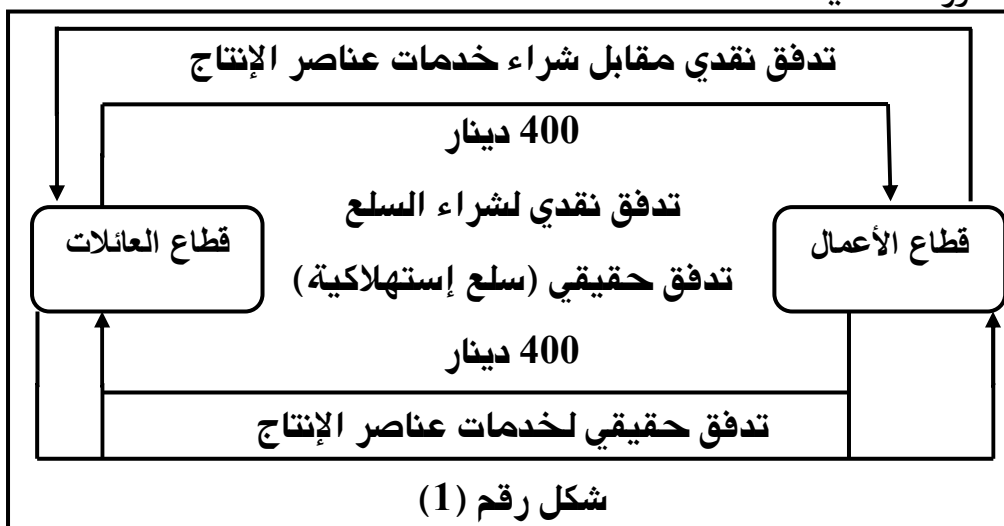 تدفق نقدي مقابل شراء خدمات عناصر الإنتاج
400 دينار
تدفق نقدي لشراء السلع
قطاع الأعمال
قطاع العائلات
تدفق حقيقي (سلع إستهلاكية)
400 دينار
تدفق حقيقي لخدمات عناصر الإنتاج
شكل رقم (1)